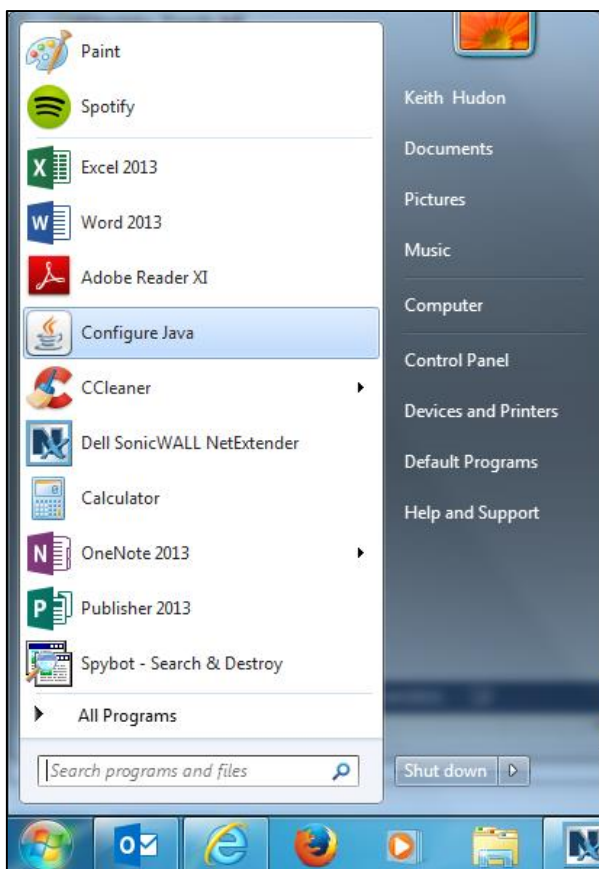 Paint
Spotify
Excel 2013
Word 2013
Adobe Reader XI
Configure Java
CCleaner
Dell SonicWALL NetExtender
Calculator
OneNote 2013
Publisher 2013
Spybot - Search & Destroy
All Programs
Search programs and files
Keith Hudon
Documents
Pictures
Music
Computer
Control Panel
Devices and Printers
Default Programs
Help and Support
Shut down